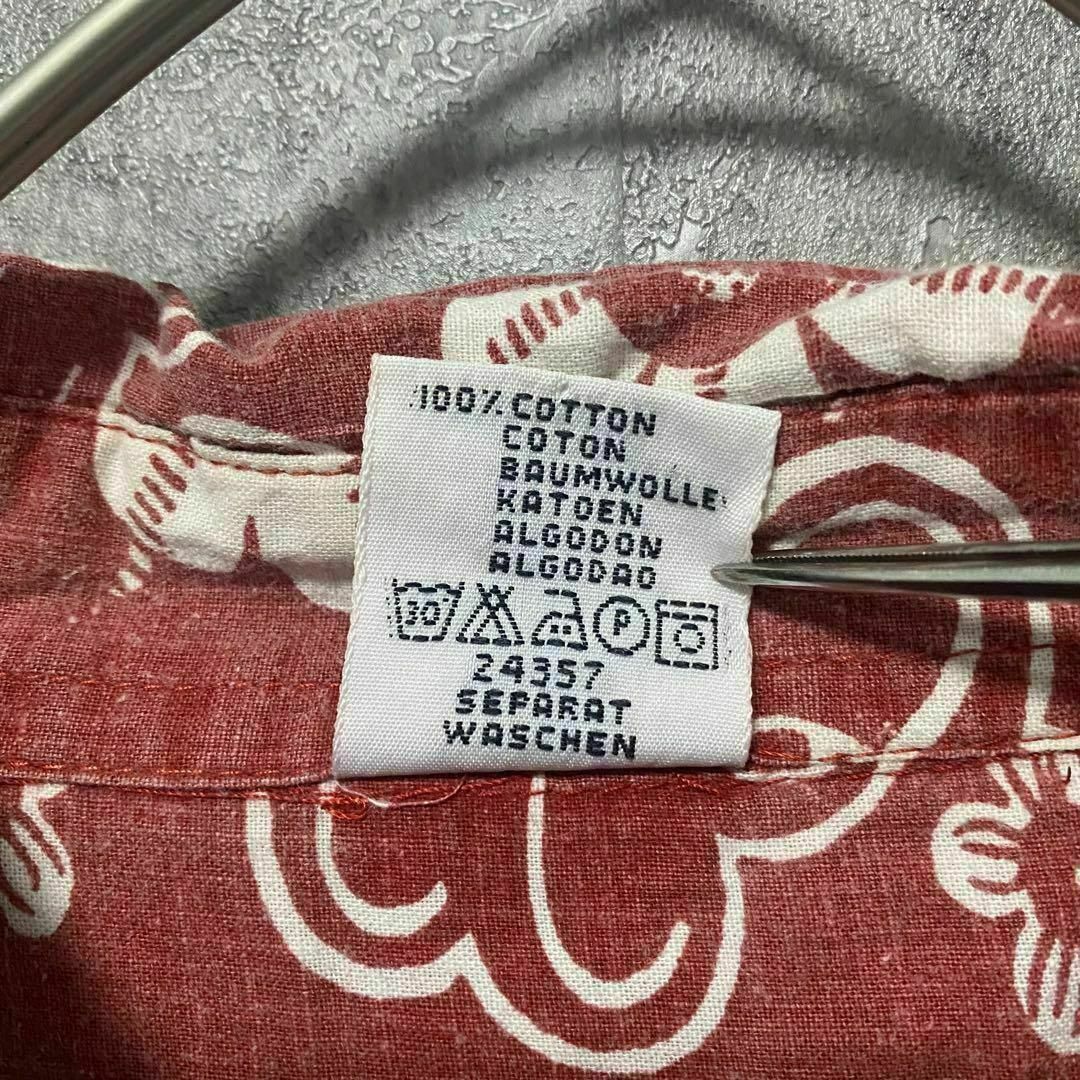 100% COTTON
COTON
BAUMWOLLE
KATOEN
ALGODON
ALGODAO
30 P
24357
SEPARAT
WASCHEN